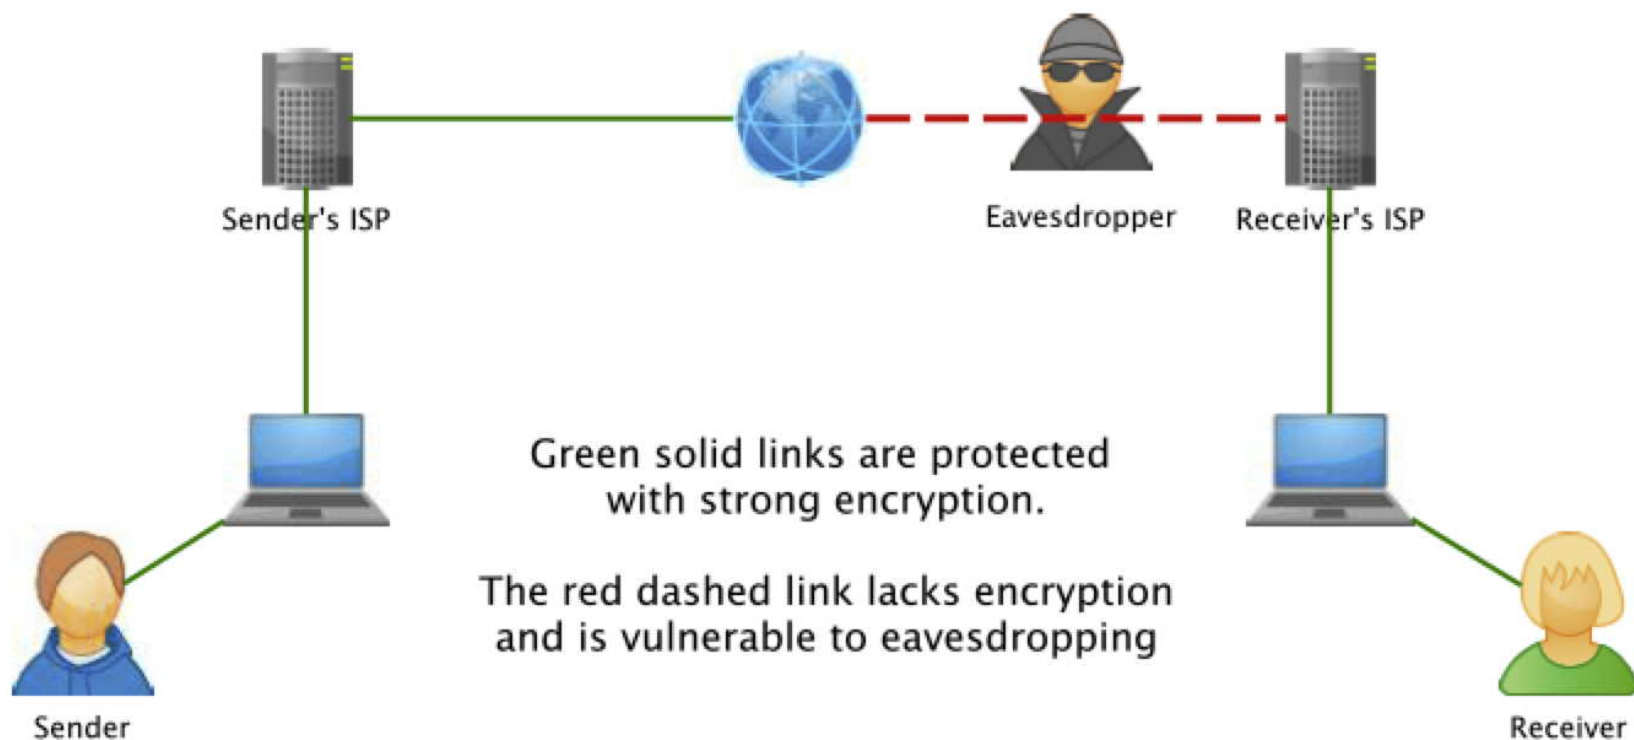 Sender's ISP
Eavesdropper
Receiver's ISP
Green solid links are protected
with strong encryption.
The red dashed link lacks encryption
and is vulnerable to eavesdropping
Sender
Receiver